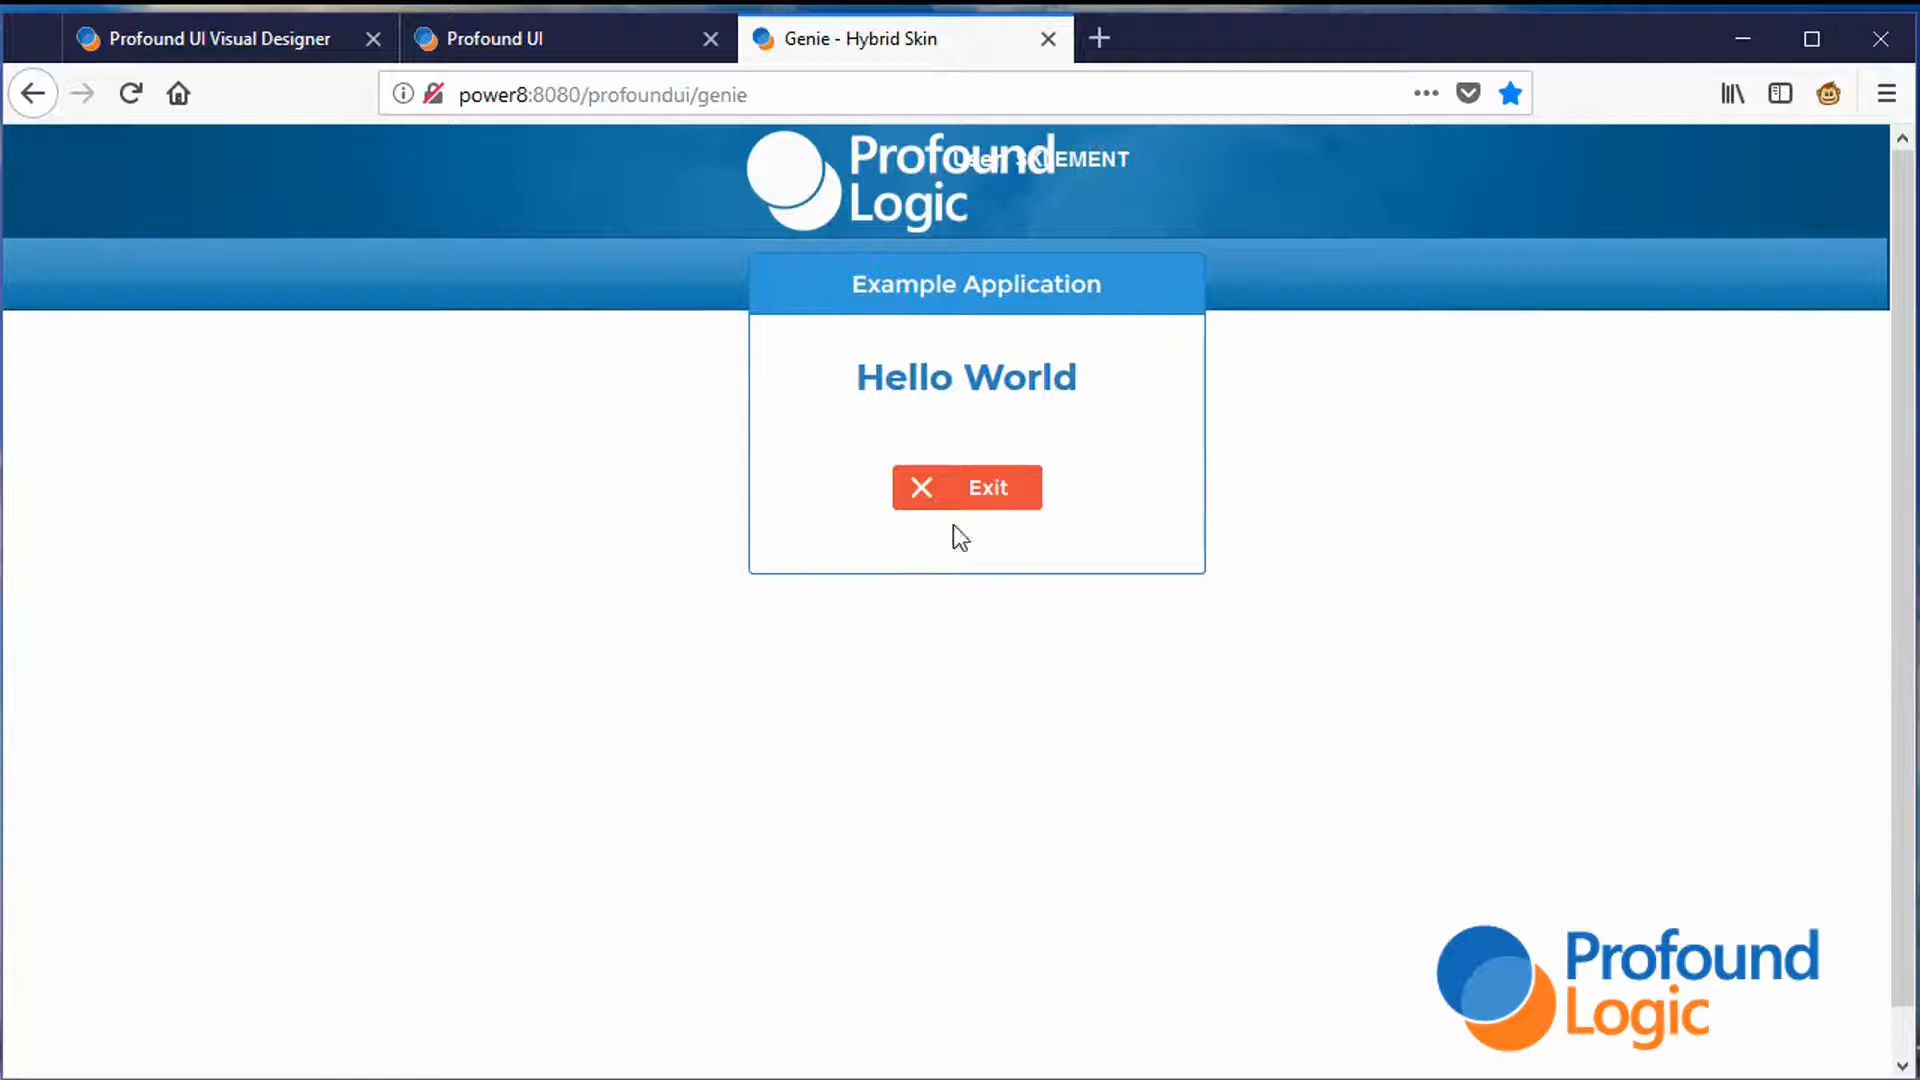 Profound UI Visual Designer
Profound UI
Genie - Hybrid Skin
power8:8080/profoundui/genie
Profound
Logic
Example Application
Hello World
Exit
Profound
Logic